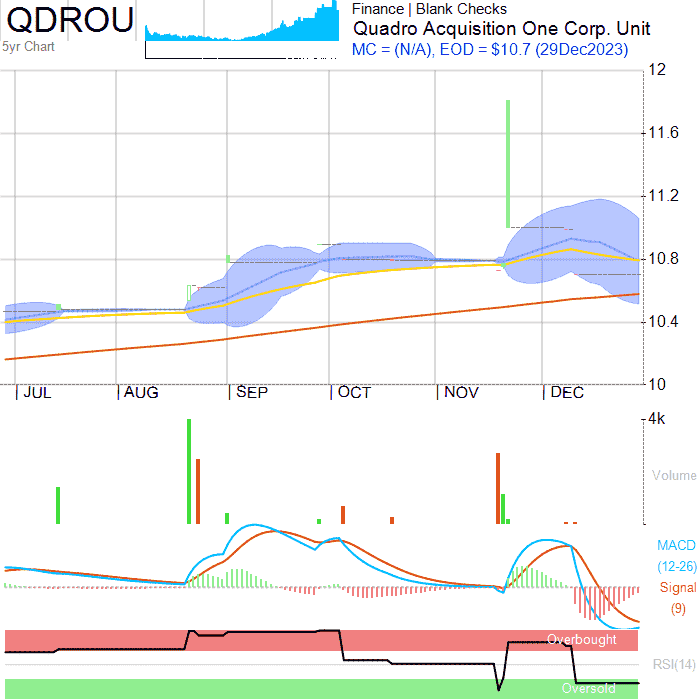 QDROU
5yr Chart
Finance | Blank Checks
Quadro Acquisition One Corp. Unit
MC = (N/A), EOD = $10.7 (29Dec2023)
12
11.6
11.2
10.8
10.4
10
JUL
AUG
SEP
OCT
NOV
DEC
4k
Volume
MACD
(12-26)
Signal
(9)
Overbought
RSI(14)
Oversold